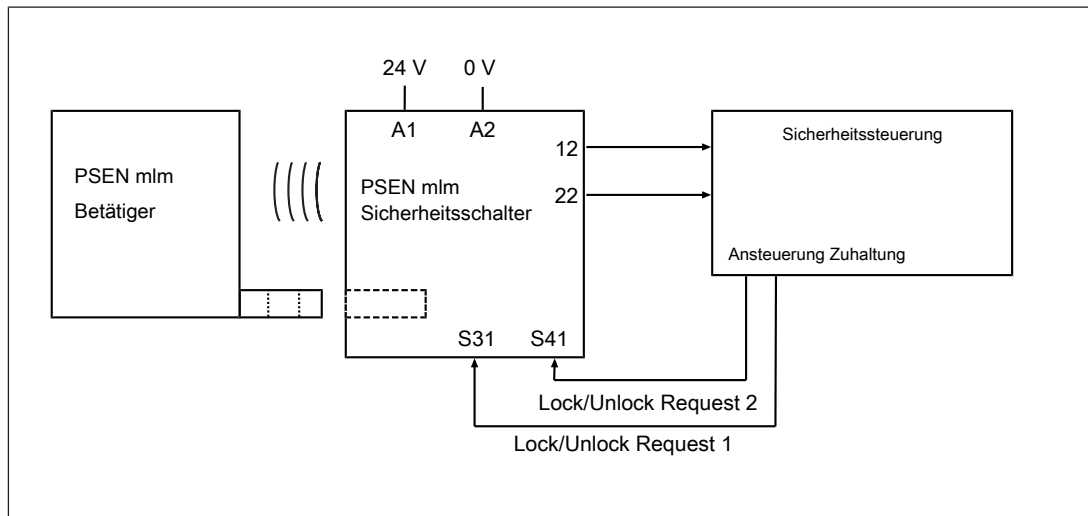 24 V
0 V
A1
A2
PSEN mlm
Betätiger
PSEN mlm
Sicherheitsschalter
12
22
Sicherheitssteuerung
Ansteuerung Zuhaltung
S31
S41
Lock/Unlock Request 2
Lock/Unlock Request 1